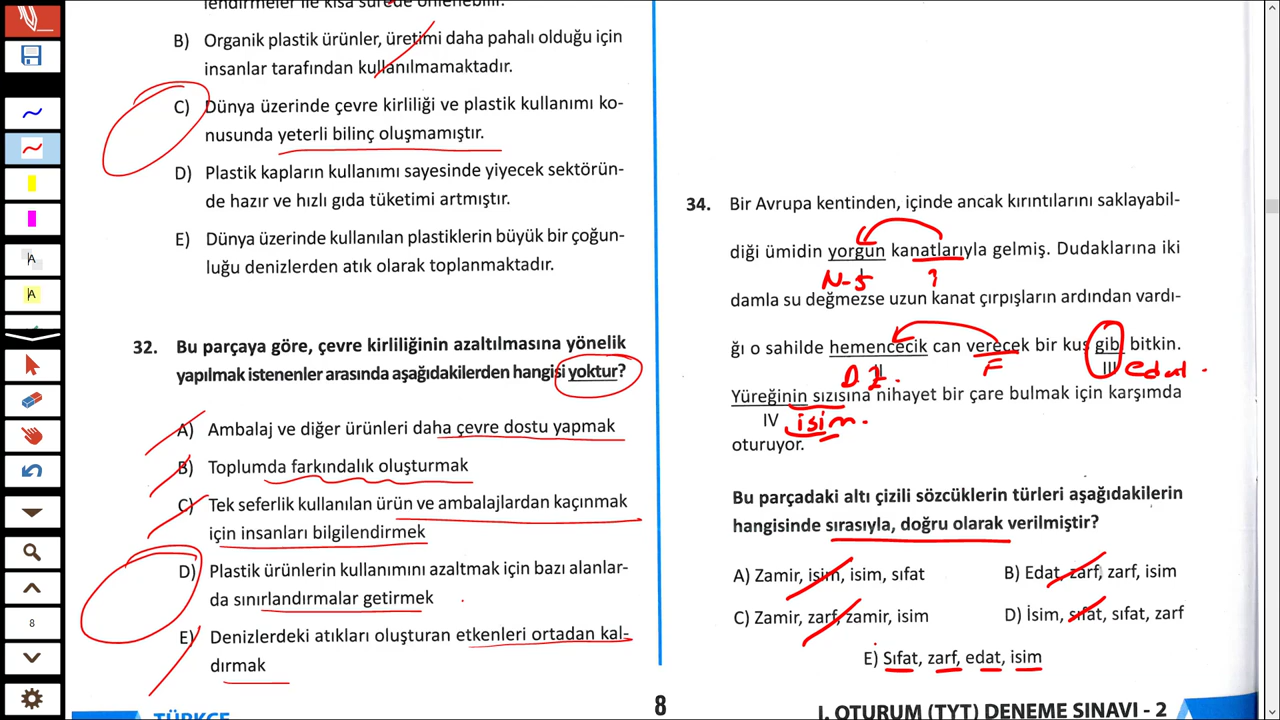 lendirmeler ile kısa sürede önlenebilir.
B) Organik plastik ürünler, üretimi daha pahalı olduğu için
insanlar tarafından kullanılmamaktadır.
C) Dünya üzerinde çevre kirliliği ve plastik kullanımı ko-
nusunda yeterli bilinç oluşmamıştır.
D) Plastik kapların kullanımı sayesinde yiyecek sektörün-
de hazır ve hızlı gıda tüketimi artmıştır.
E) Dünya üzerinde kullanılan plastiklerin büyük bir çoğun-
luğu denizlerden atık olarak toplanmaktadır.
32. Bu parçaya göre, çevre kirliliğinin azaltılmasına yönelik
yapılmak istenenler arasında aşağıdakilerden hangisi yoktur?
A) Ambalaj ve diğer ürünleri daha çevre dostu yapmak
B) Toplumda farkındalık oluşturmak
C) Tek seferlik kullanılan ürün ve ambalajlardan kaçınmak
için insanları bilgilendirmek
D) Plastik ürünlerin kullanımını azaltmak için bazı alanlar-
da sınırlandırmalar getirmek
E) Denizlerdeki atıkları oluşturan etkenleri ortadan kal-
dırmak
TÜRKÇE
8
34. Bir Avrupa kentinden, içinde ancak kırıntılarını saklayabil-
diği ümidin yorgun kanatlarıyla gelmiş. Dudaklarına iki
N-5 ?
damla su değmezse uzun kanat çırpışların ardından vardı-
ğı o sahilde hemencecik can verecek bir kuş gibi bitkin.
D Z. F III edat.
Yüreğinin sızısına nihayet bir çare bulmak için karşımda
IV isim.
oturuyor.
Bu parçadaki altı çizili sözcüklerin türleri aşağıdakilerin
hangisinde sırasıyla, doğru olarak verilmiştir?
A) Zamir, isim, isim, sıfat
B) Edat, zarf, zarf, isim
C) Zamir, zarf, zamir, isim
D) İsim, sıfat, sıfat, zarf
E) Sıfat, zarf, edat, isim
I. OTURUM (TYT) DENEME SINAVI - 2
8